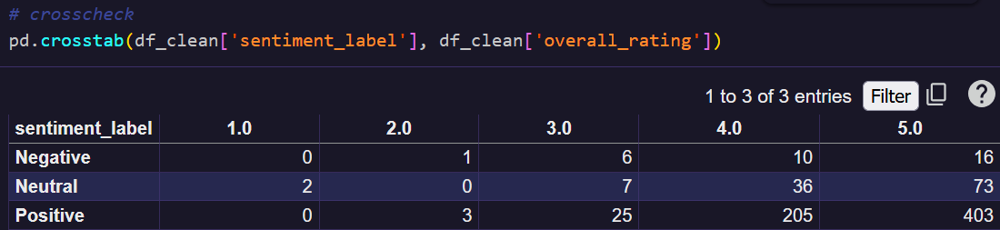 # crosscheck
pd.crosstab(df_clean['sentiment_label'], df_clean['overall_rating'])
1 to 3 of 3 entries Filter ?
sentiment_label 1.0 2.0 3.0 4.0 5.0
Negative 0 1 6 10 16
Neutral 2 0 7 36 73
Positive 0 3 25 205 403